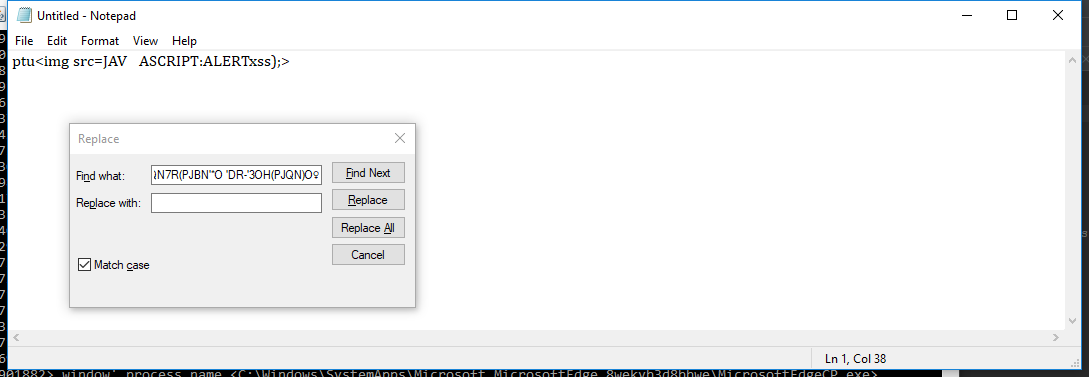 Untitled - Notepad
File Edit Format View Help
ptu<img src=JAV   ASCRIPT:ALERTxss);>
Replace
Find what: N7R(PJBN'"O 'DR-'3OH(PJQN)O♀ Find Next
Replace with: Replace
Replace All
Match case Cancel
Ln 1, Col 38
001882> window' process name <C:\Windows\SystemApps\Microsoft.MicrosoftEdge_8wekyb3d8bbwe\MicrosoftEdgeCP.exe>